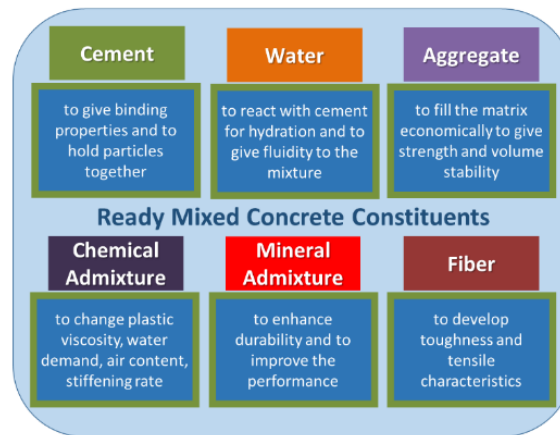 Cement
to give binding
properties and to
hold particles
together
Water
to react with cement
for hydration and to
give fluidity to the
mixture
Aggregate
to fill the matrix
economically to give
strength and volume
stability
Ready Mixed Concrete Constituents
Chemical
Admixture
to change plastic
viscosity, water
demand, air content,
stiffening rate
Mineral
Admixture
to enhance
durability and to
improve the
performance
Fiber
to develop
toughness and
tensile
characteristics